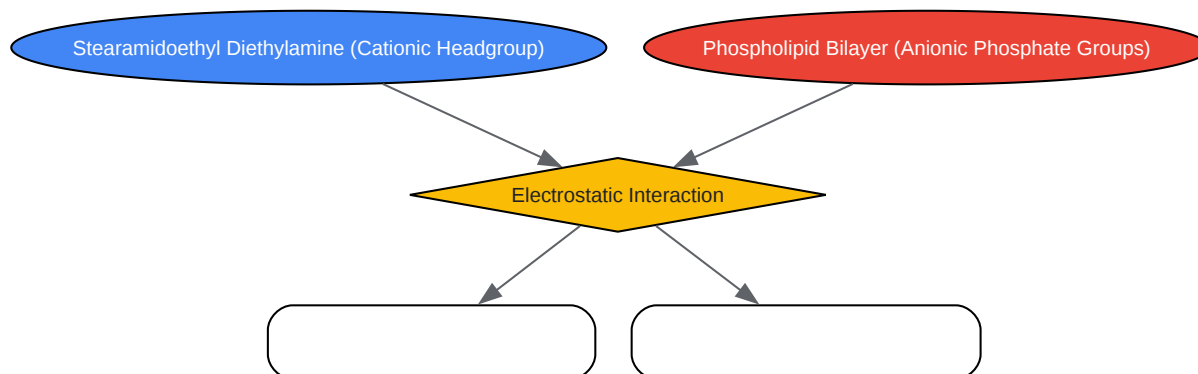 Stearamidoethyl Diethylamine (Cationic Headgroup)
Phospholipid Bilayer (Anionic Phosphate Groups)
Electrostatic Interaction